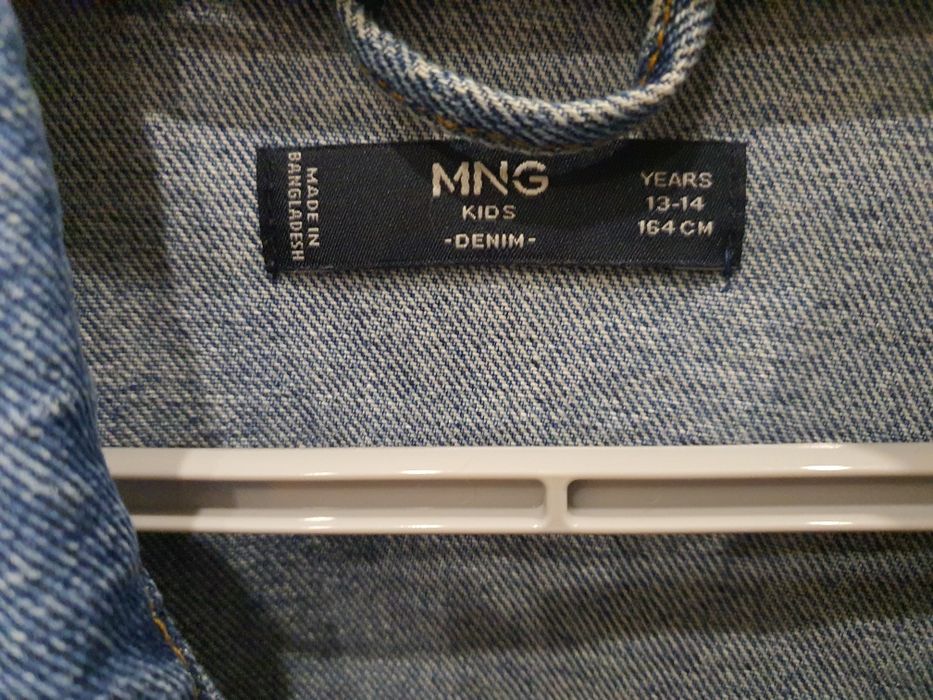 MADE IN
BANGLADESH
MNG
KIDS
-DENIM-
YEARS
13-14
164 CM